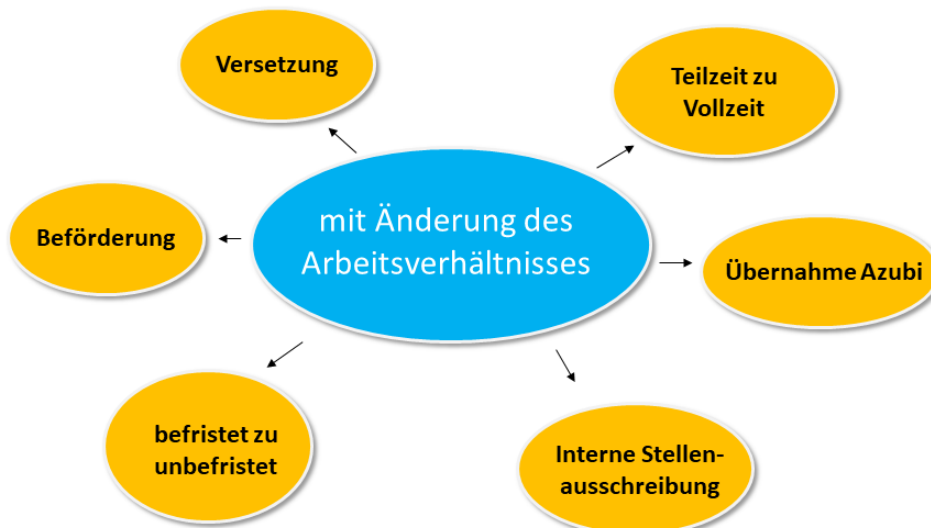 Versetzung
Teilzeit zu
Vollzeit
mit Änderung des
Arbeitsverhältnisses
Beförderung
Übernahme Azubi
befristet zu
unbefristet
Interne Stellen-
ausschreibung